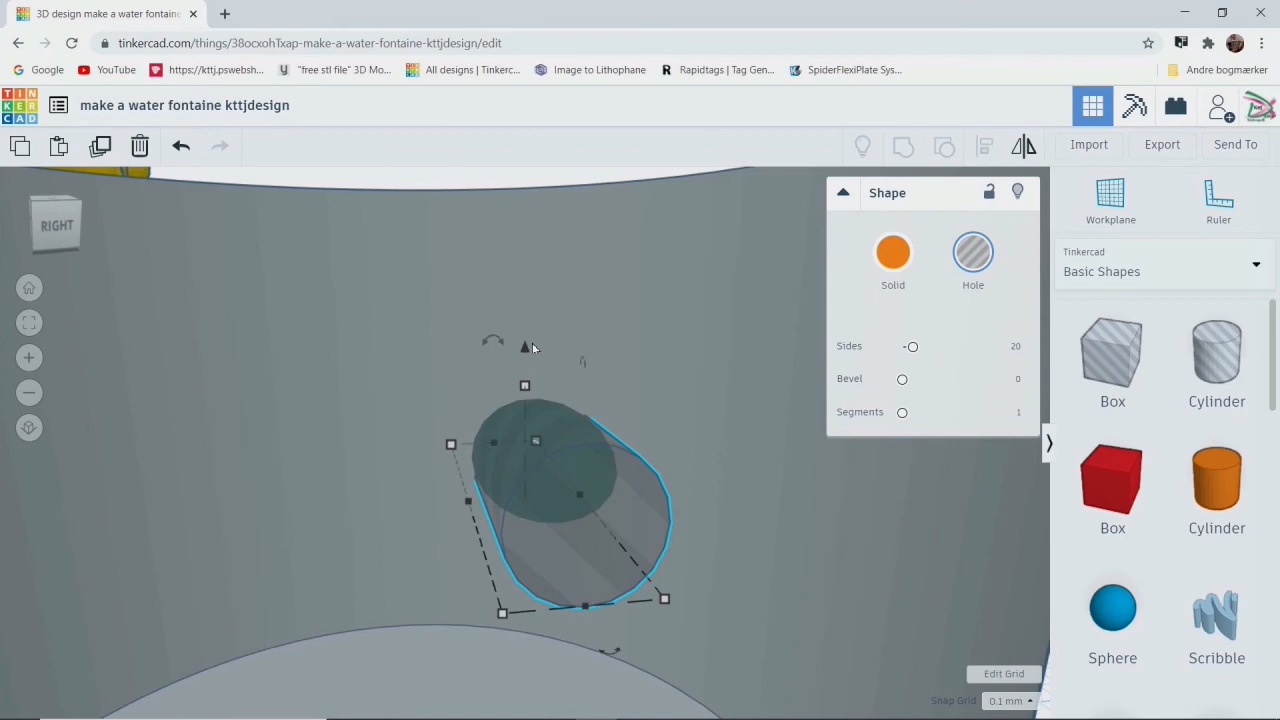 3D design make a water fontaine
tinkercad.com/things/38ocxohTxap-make-a-water-fontaine-kttjdesign/edit
Google YouTube https://kttj.pswebsh... "free stl file" 3D Mo... All designs | Tinkerc... Image to Lithophane Rapidtags | Tag Gen... SpiderFlexiPlate Sys... Andre bogmærker
TIN
KER
CAD
make a water fontaine kttjdesign
Import Export Send To
RIGHT
Shape
Solid Hole
Sides 20
Bevel 0
Segments 1
Workplane Ruler
Tinkercad
Basic Shapes
Box Cylinder
Box Cylinder
Sphere Scribble
Edit Grid
Snap Grid 0.1 mm